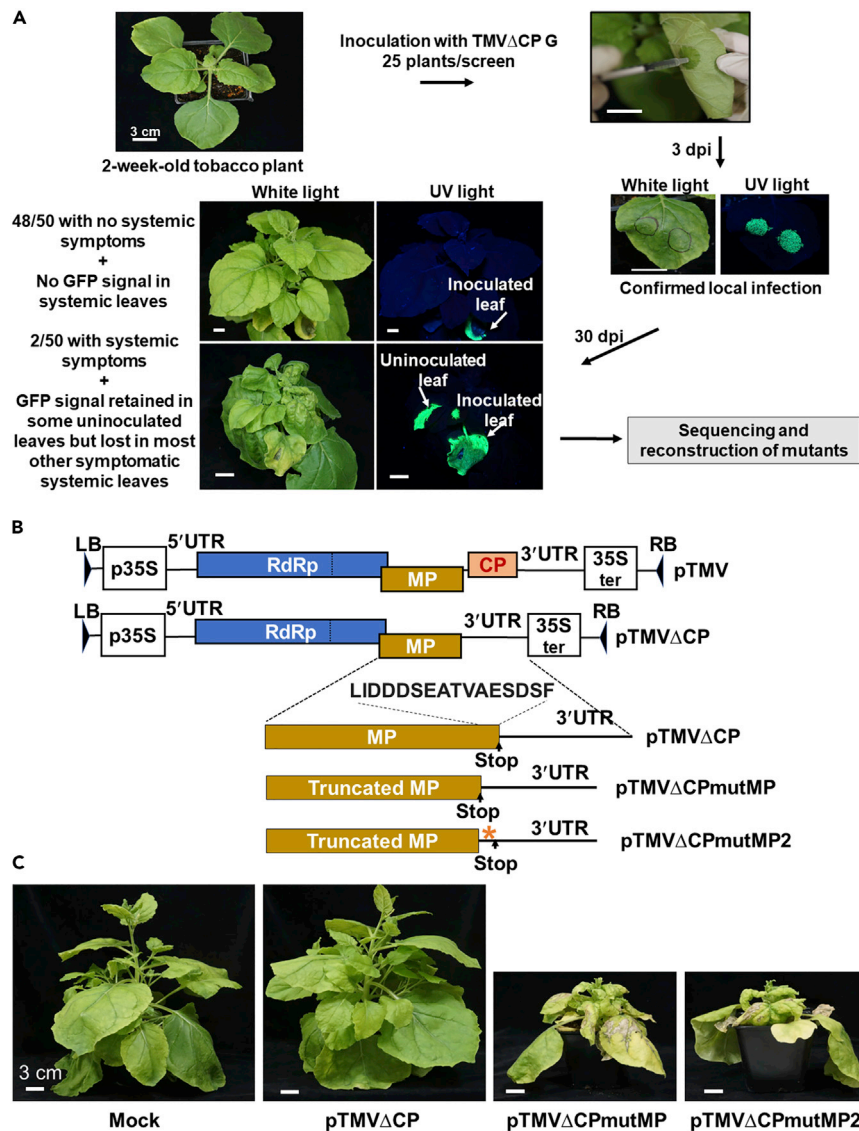 A
Inoculation with TMVΔCP G
25 plants/screen
3 cm
2-week-old tobacco plant
3 dpi
White light
UV light
White light
UV light
48/50 with no systemic
symptoms
+
No GFP signal in
systemic leaves
Inoculated
leaf
Confirmed local infection
30 dpi
2/50 with systemic
symptoms
+
GFP signal retained in
some uninoculated
leaves but lost in most
other symptomatic
systemic leaves
Uninoculated
leaf
Inoculated
leaf
Sequencing and
reconstruction of mutants
B
LB
p35S
5′UTR
RdRp
MP
CP
3′UTR
35S
ter
RB
pTMV
LB
p35S
5′UTR
RdRp
MP
3′UTR
35S
ter
RB
pTMVΔCP
LIDDDSEATVAESDSF
MP
3′UTR
Stop
pTMVΔCP
Truncated MP
3′UTR
Stop
pTMVΔCPmutMP
Truncated MP
*
3′UTR
Stop
pTMVΔCPmutMP2
C
3 cm
Mock
pTMVΔCP
pTMVΔCPmutMP
pTMVΔCPmutMP2